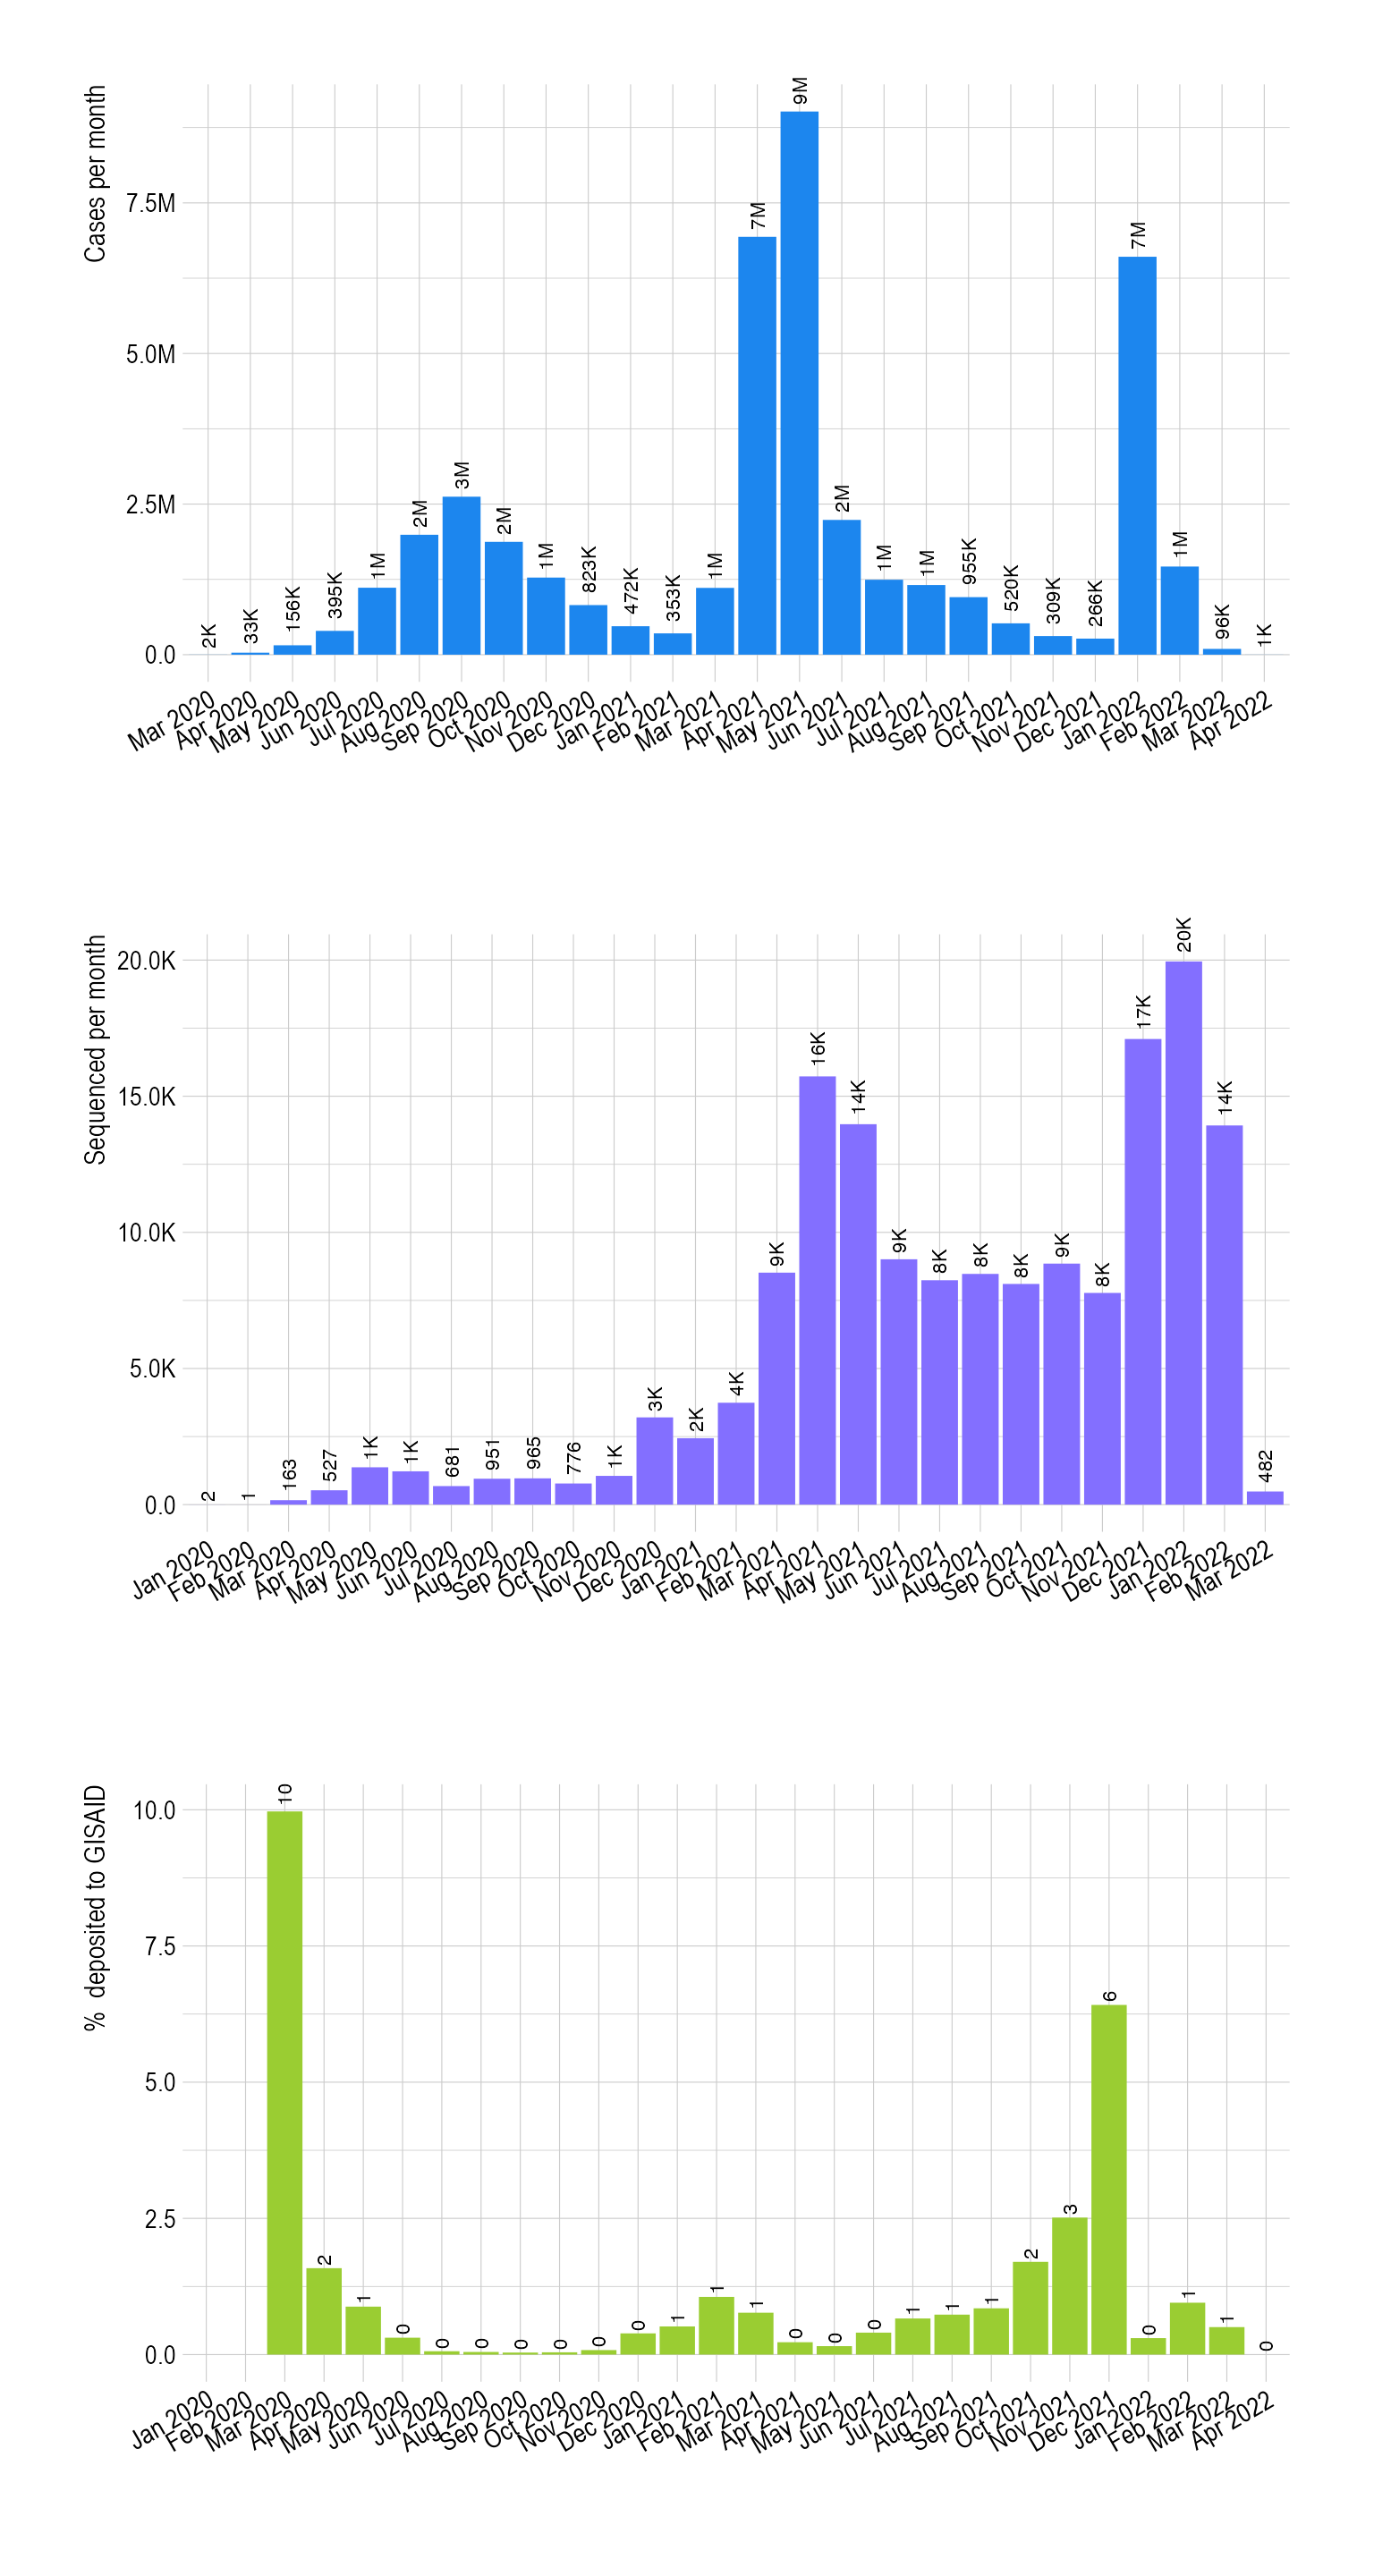 Cases per month
7.5M
5.0M
2.5M
0.0
2K
33K
156K
395K
1M
2M
3M
2M
1M
823K
472K
353K
1M
7M
9M
2M
1M
1M
955K
520K
309K
266K
7M
1M
96K
1K
Mar 2020
Apr 2020
May 2020
Jun 2020
Jul 2020
Aug 2020
Sep 2020
Oct 2020
Nov 2020
Dec 2020
Jan 2021
Feb 2021
Mar 2021
Apr 2021
May 2021
Jun 2021
Jul 2021
Aug 2021
Sep 2021
Oct 2021
Nov 2021
Dec 2021
Jan 2022
Feb 2022
Mar 2022
Apr 2022
Sequenced per month
20.0K
15.0K
10.0K
5.0K
0.0
2
1
163
527
1K
1K
681
951
965
776
1K
3K
2K
4K
9K
16K
14K
9K
8K
8K
8K
9K
8K
17K
20K
14K
482
Jan 2020
Feb 2020
Mar 2020
Apr 2020
May 2020
Jun 2020
Jul 2020
Aug 2020
Sep 2020
Oct 2020
Nov 2020
Dec 2020
Jan 2021
Feb 2021
Mar 2021
Apr 2021
May 2021
Jun 2021
Jul 2021
Aug 2021
Sep 2021
Oct 2021
Nov 2021
Dec 2021
Jan 2022
Feb 2022
Mar 2022
% deposited to GISAID
10.0
7.5
5.0
2.5
0.0
10
2
1
0
0
0
0
0
0
0
1
1
1
0
0
0
1
1
1
2
3
6
0
1
1
0
Jan 2020
Feb 2020
Mar 2020
Apr 2020
May 2020
Jun 2020
Jul 2020
Aug 2020
Sep 2020
Oct 2020
Nov 2020
Dec 2020
Jan 2021
Feb 2021
Mar 2021
Apr 2021
May 2021
Jun 2021
Jul 2021
Aug 2021
Sep 2021
Oct 2021
Nov 2021
Dec 2021
Jan 2022
Feb 2022
Mar 2022
Apr 2022